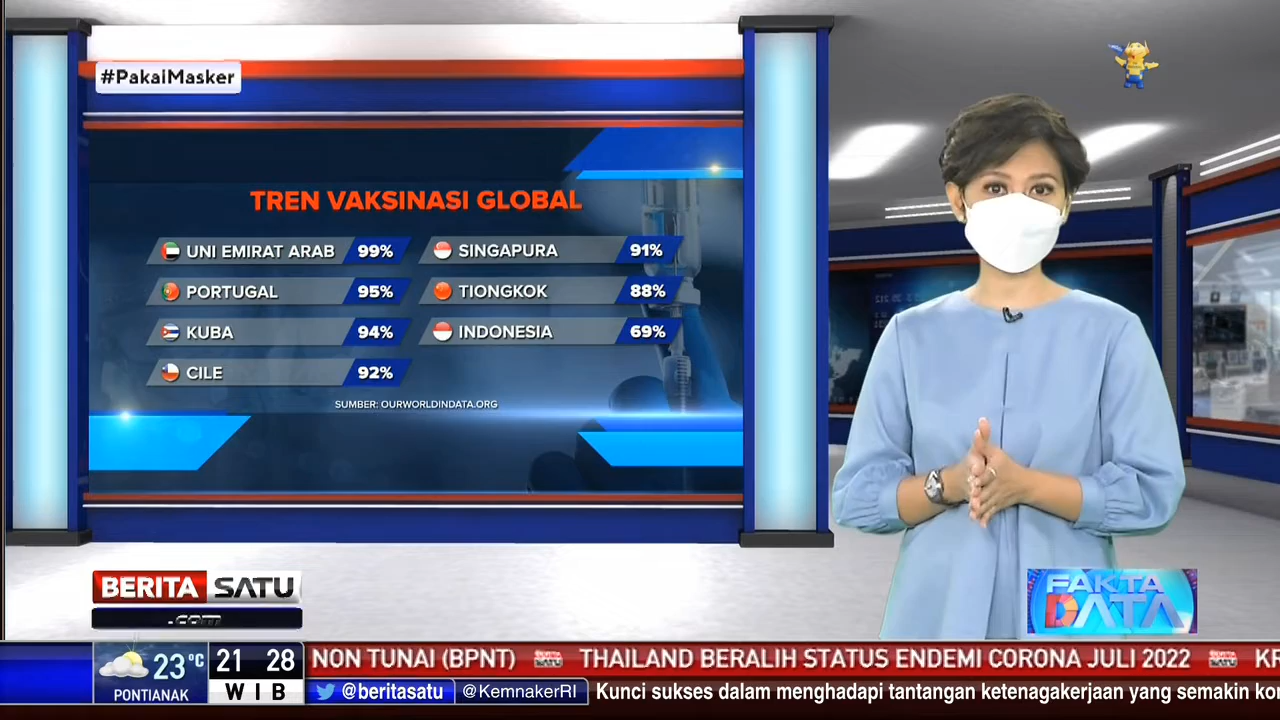 #PakaiMasker
TREN VAKSINASI GLOBAL
UNI EMIRAT ARAB 99%
SINGAPURA 91%
PORTUGAL 95%
TIONGKOK 88%
KUBA 94%
INDONESIA 69%
CILE 92%
SUMBER: OURWORLDINDATA.ORG
BERITA SATU
.com
FAKTA
DATA
23°C
PONTIANAK
21 28
WIB
NON TUNAI (BPNT) THAILAND BERALIH STATUS ENDEMI CORONA JULI 2022
@beritasatu @KemnakerRI Kunci sukses dalam menghadapi tantangan ketenagakerjaan yang semakin